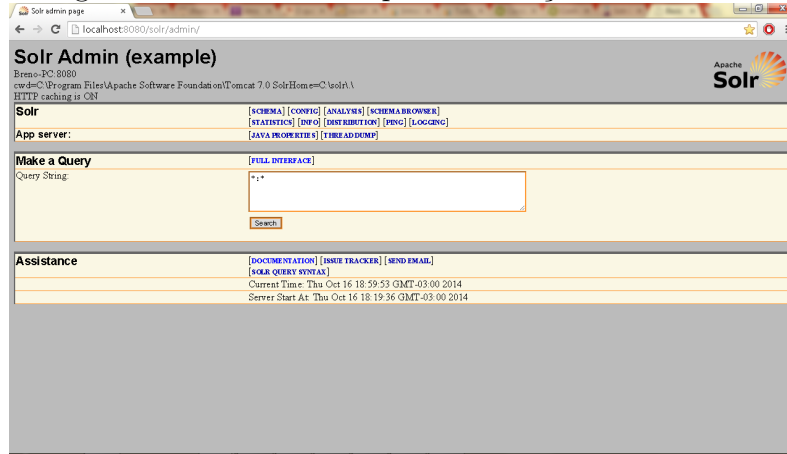 Solr admin page
localhost:8080/solr/admin/
Solr Admin (example)
Breno-PC:8080
cwd=C:\Program Files\Apache Software Foundation\Tomcat 7.0 SolrHome=C:\solr\.\
HTTP caching is ON
Apache
Solr
Solr [SCHEMA] [CONFIG] [ANALYSIS] [SCHEMA BROWSER]
[STATISTICS] [INFO] [DISTRIBUTION] [PING] [LOGGING]
App server: [JAVA PROPERTIES] [THREAD DUMP]
Make a Query [FULL INTERFACE]
Query String: *:*
Search
Assistance [DOCUMENTATION] [ISSUE TRACKER] [SEND EMAIL]
[SOLR QUERY SYNTAX]
Current Time: Thu Oct 16 18:59:53 GMT-03:00 2014
Server Start At: Thu Oct 16 18:19:36 GMT-03:00 2014